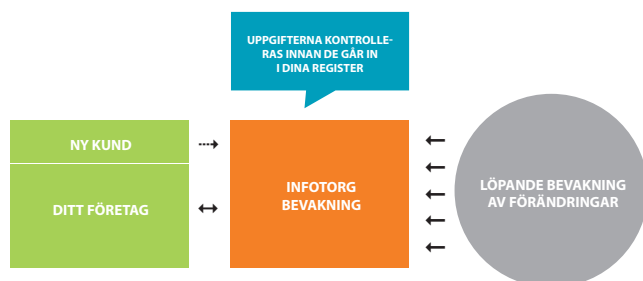 UPPGIFTERNA KONTROLLE-
RAS INNAN DE GÅR IN
I DINA REGISTER
NY KUND
DITT FÖRETAG
INFOTORG
BEVAKNING
LÖPANDE BEVAKNING
AV FÖRÄNDRINGAR